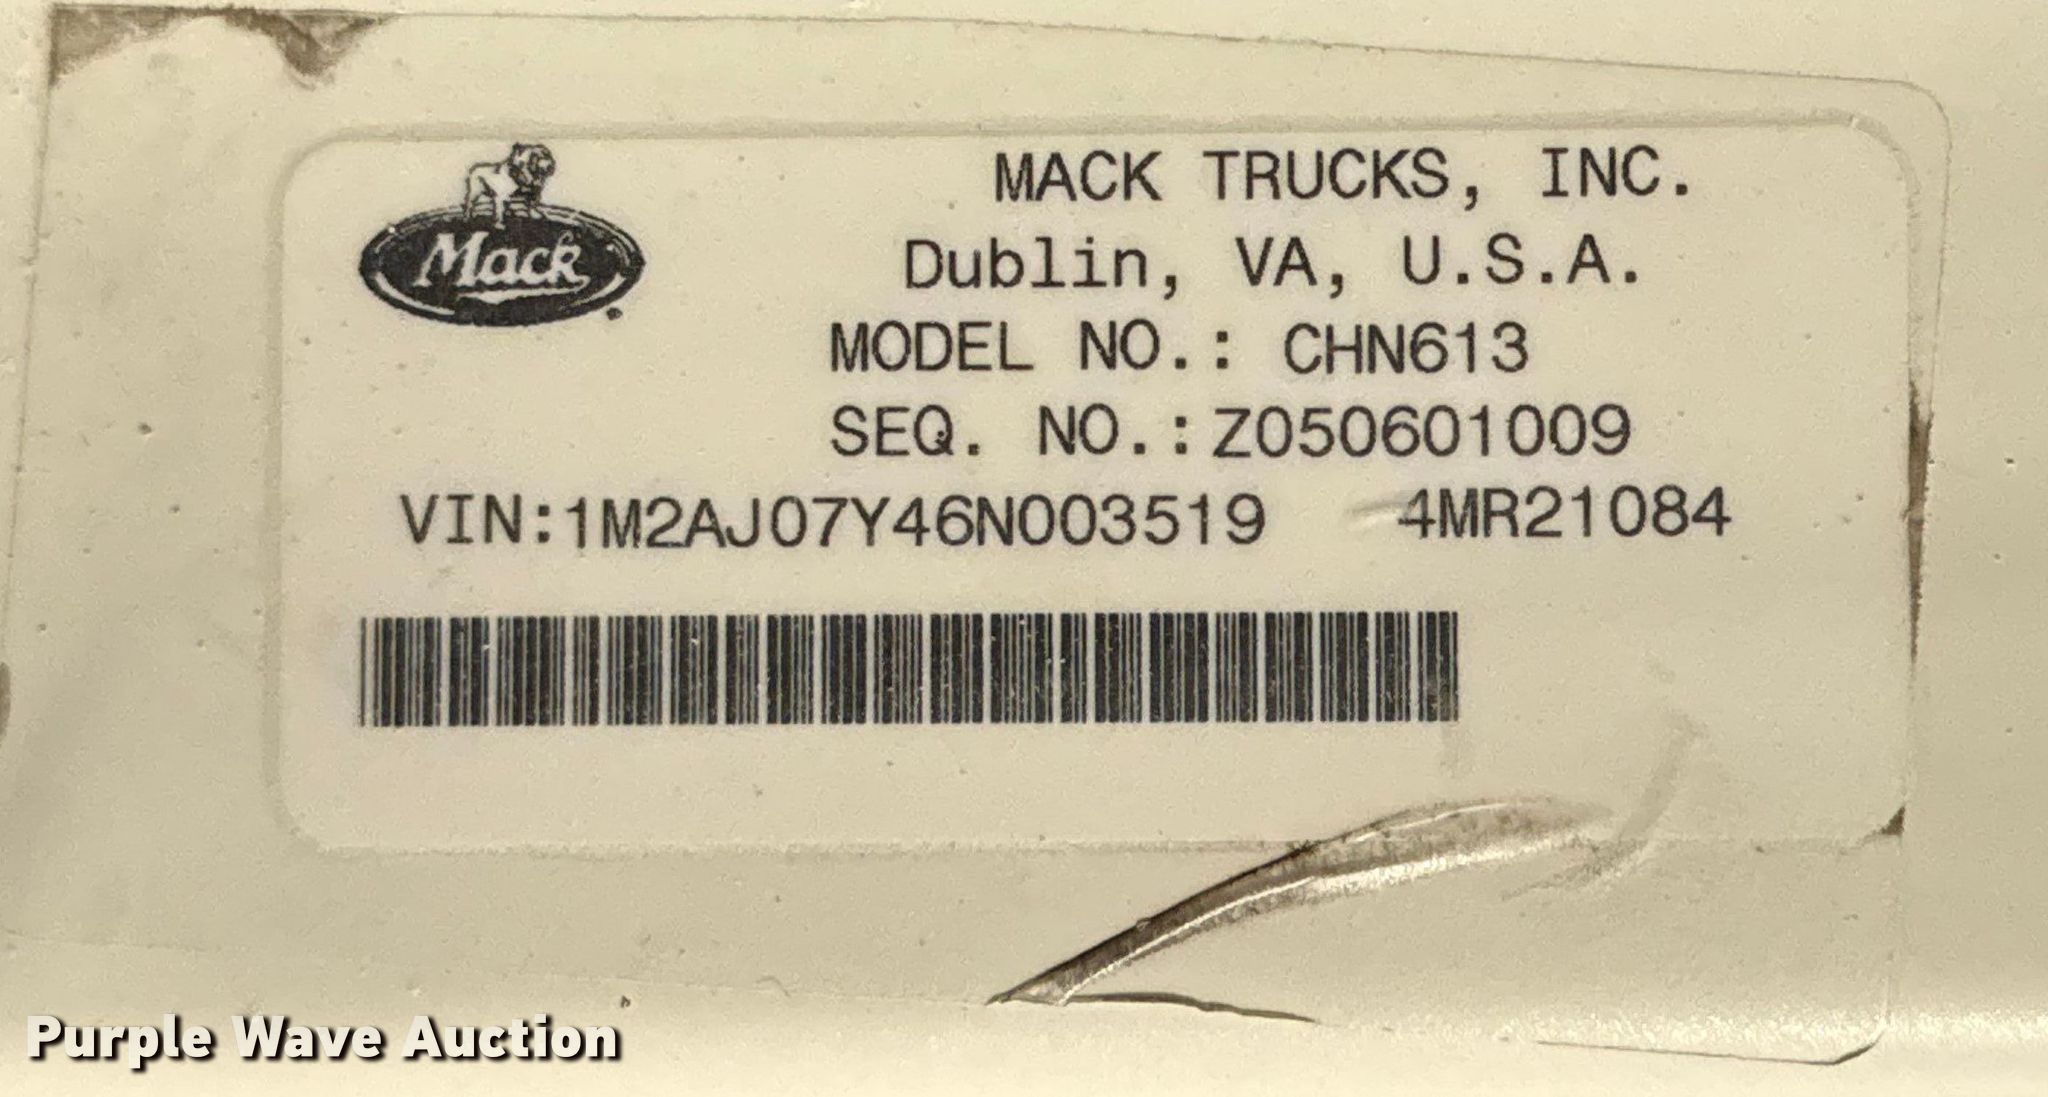 Mack
MACK TRUCKS, INC.
Dublin, VA, U.S.A.
MODEL NO.: CHN613
SEQ. NO.:Z050601009
VIN:1M2AJ07Y46N003519 4MR21084
Purple Wave Auction